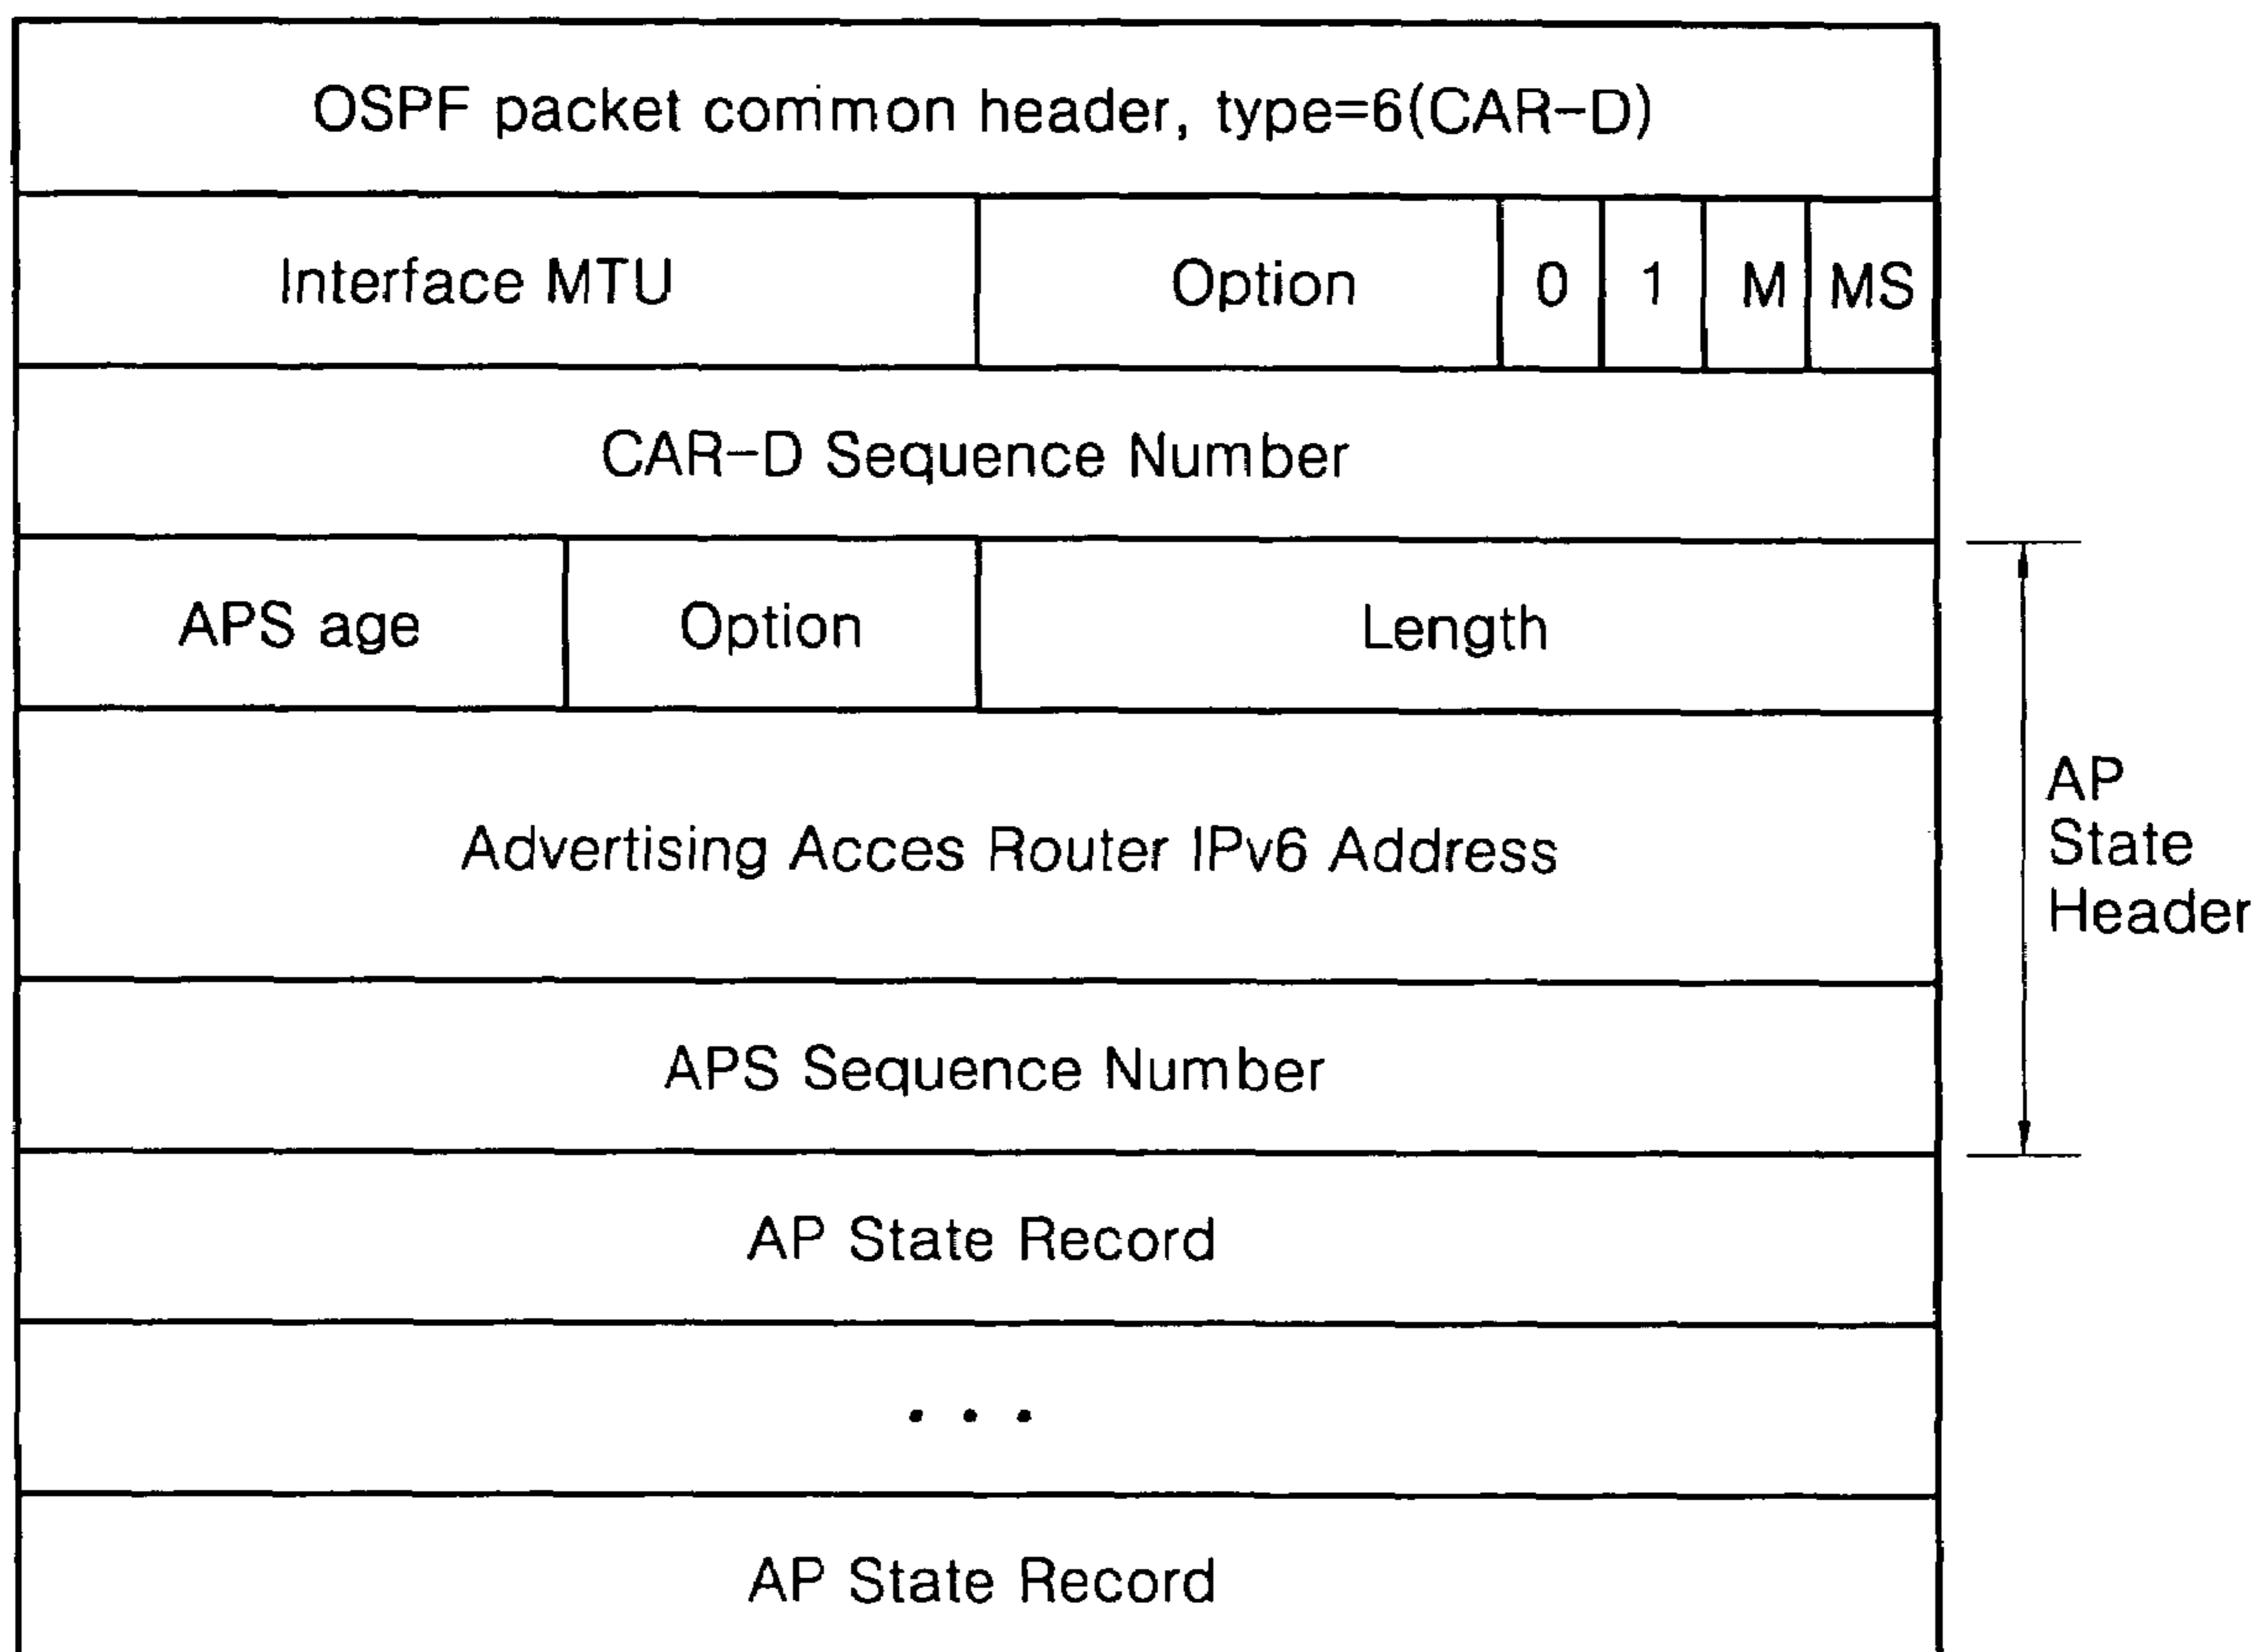 OSPF packet common header, type=6(CAR-D)
Interface MTU Option 0 1 M MS
CAR-D Sequence Number
APS age Option Length
Advertising Acces Router IPv6 Address
AP
State
Header
APS Sequence Number
AP State Record
. . .
AP State Record